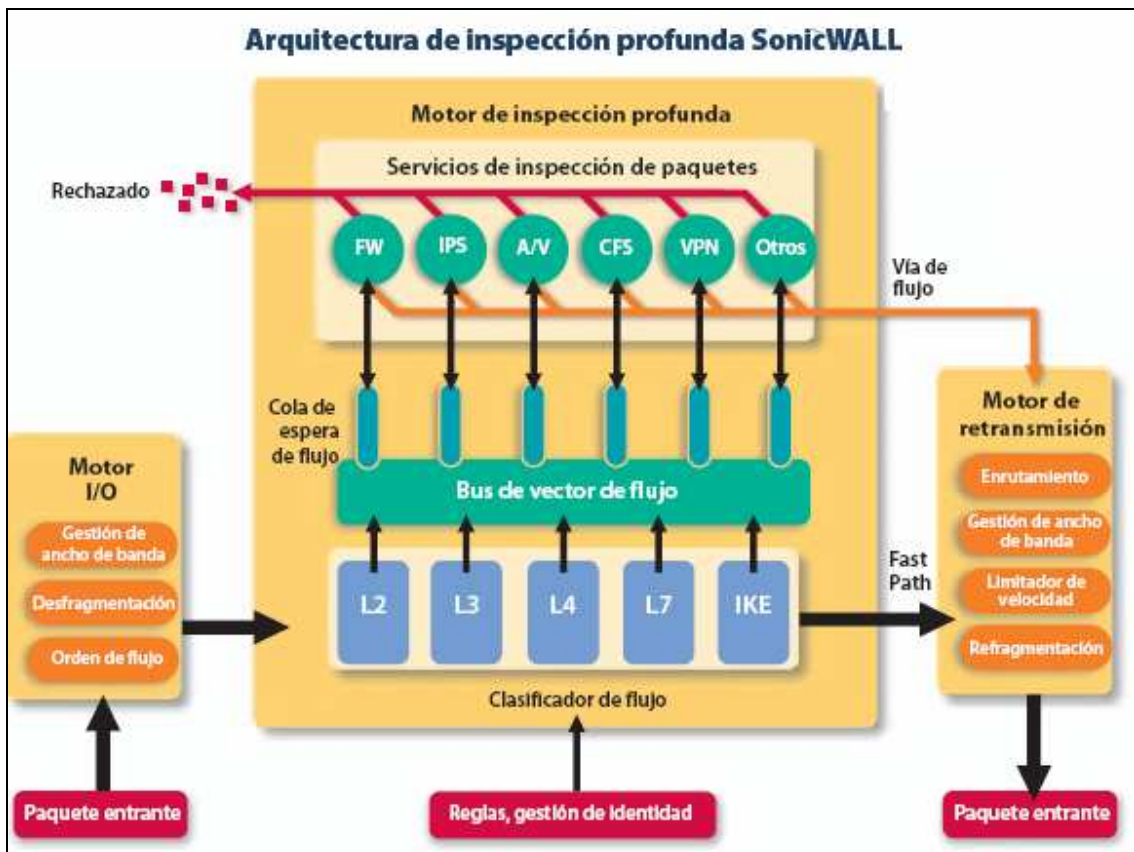 Arquitectura de inspección profunda SonicWALL
Motor de inspección profunda
Servicios de inspección de paquetes
Rechazado
FW
IPS
A/V
CFS
VPN
Otros
Vía de
flujo
Cola de
espera
de flujo
Bus de vector de flujo
Motor
I/O
Gestión de
ancho de banda
Desfragmentación
Orden de flujo
L2
L3
L4
L7
IKE
Clasificador de flujo
Fast
Path
Motor de
retransmisión
Enrutamiento
Gestión de ancho
de banda
Limitador de
velocidad
Refragmentación
Paquete entrante
Reglas, gestión de identidad
Paquete entrante